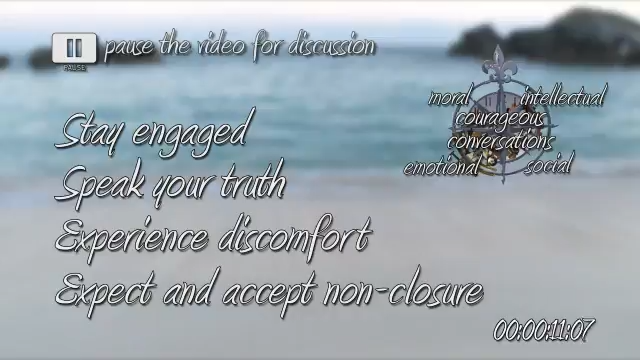 pause the video for discussion
PAUSE
moral intellectual
courageous
conversations
emotional social
Stay engaged
Speak your truth
Experience discomfort
Expect and accept non-closure
00:00:11:07